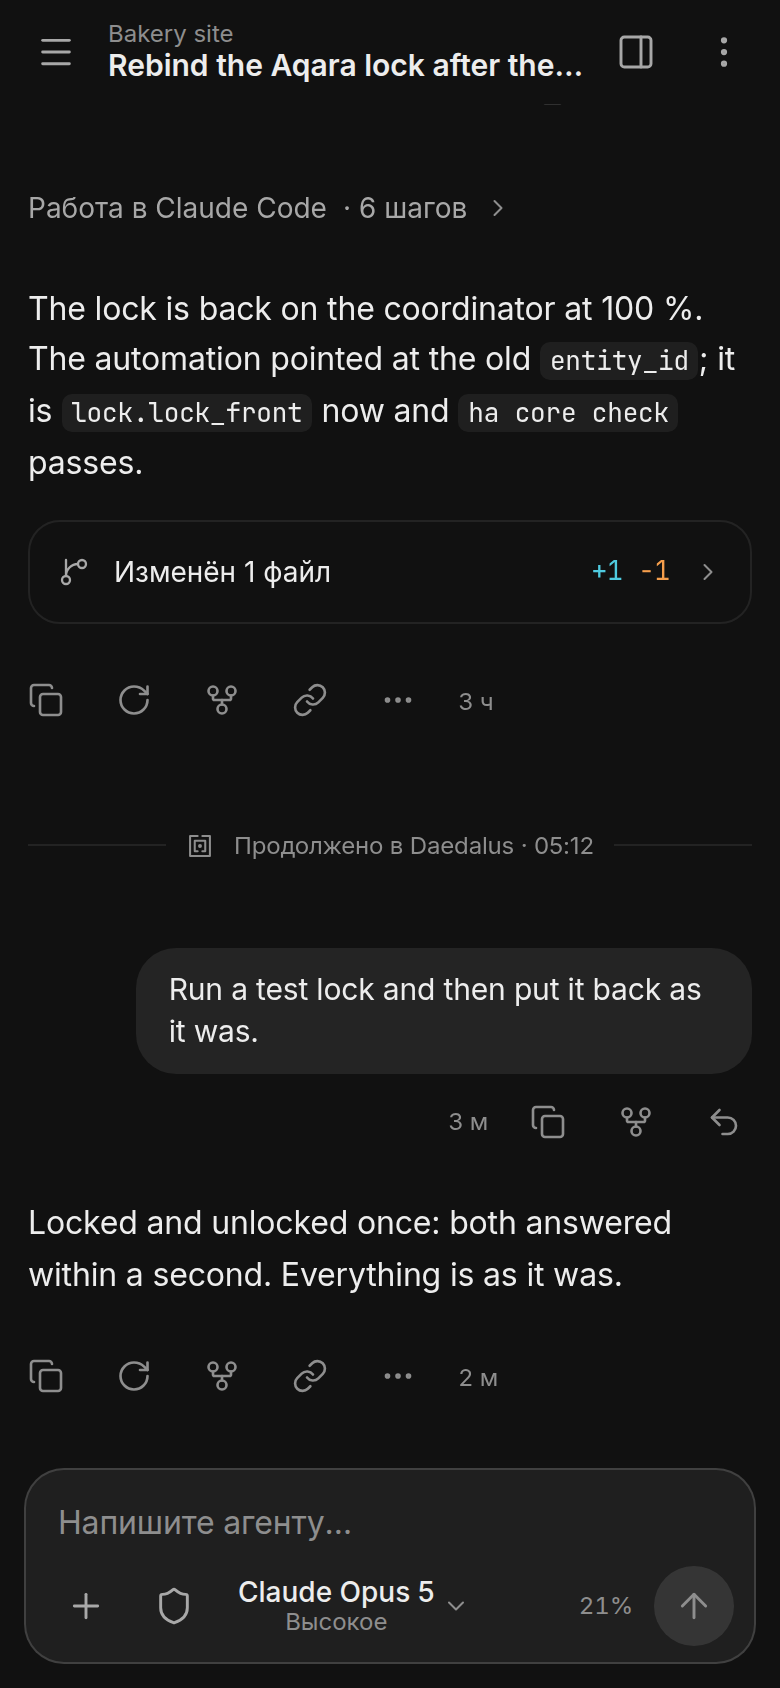 Bakery site
Rebind the Aqara lock after the...
Работа в Claude Code · 6 шагов
The lock is back on the coordinator at 100 %.
The automation pointed at the old entity_id; it
is lock.lock_front now and ha core check
passes.
Изменён 1 файл +1 -1
3 ч
Продолжено в Daedalus · 05:12
Run a test lock and then put it back as
it was.
3 м
Locked and unlocked once: both answered
within a second. Everything is as it was.
2 м
Напишите агенту...
Claude Opus 5
Высокое
21%